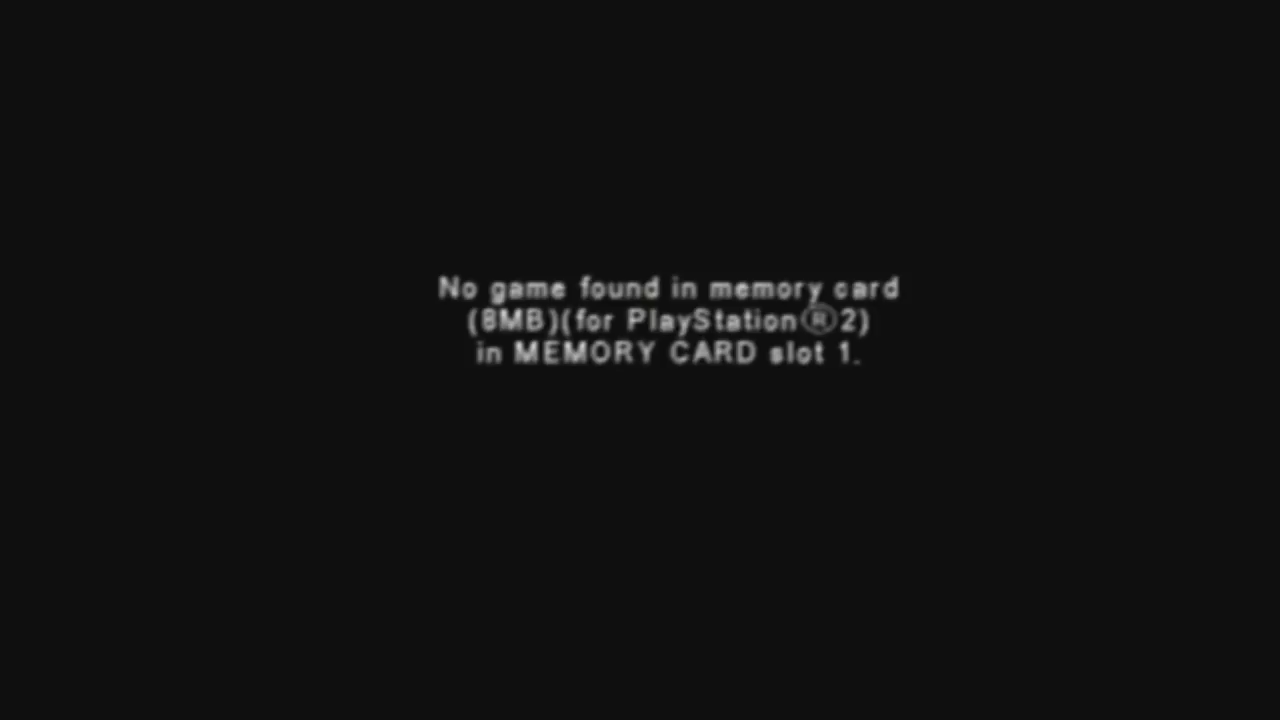 No game found in memory card
(8MB)(for PlayStation®2)
in MEMORY CARD slot 1.